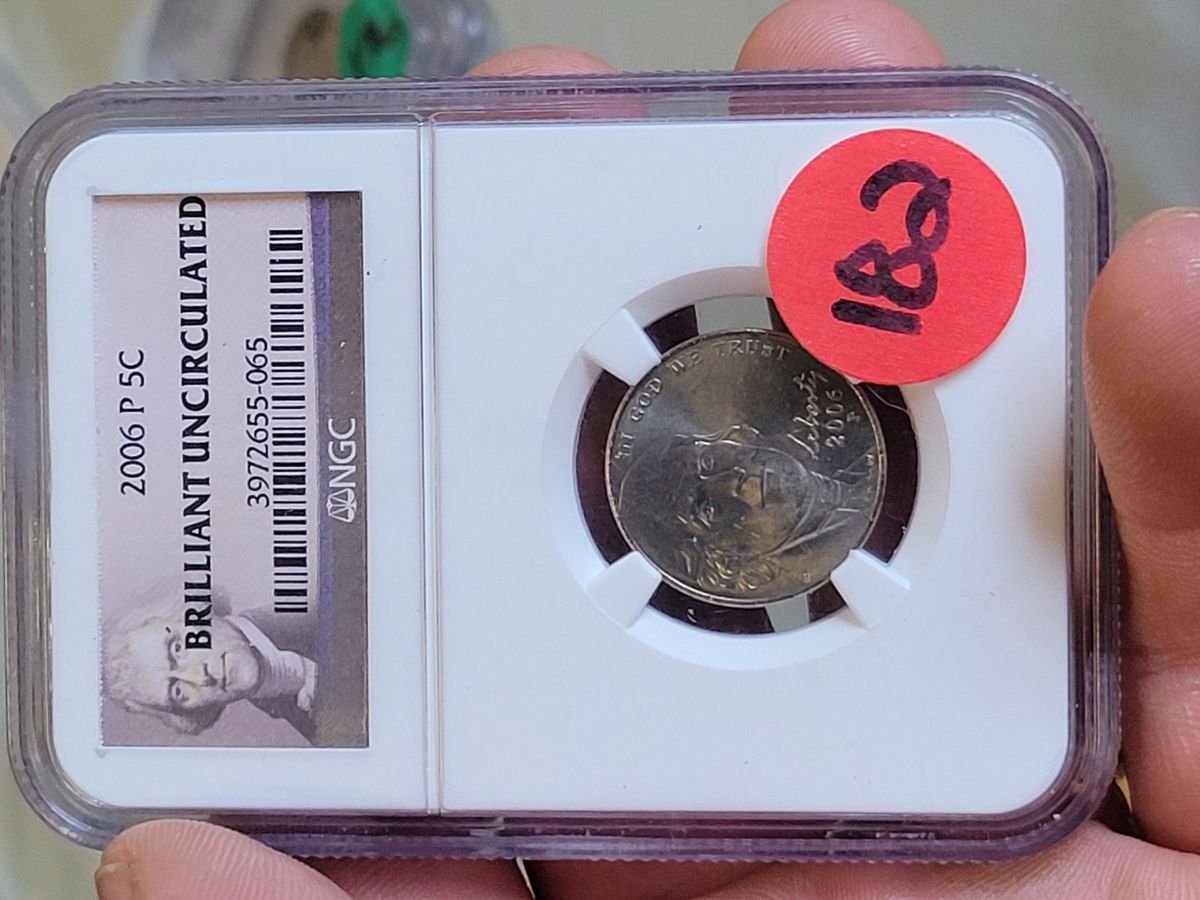 2006 P 5C
BRILLIANT UNCIRCULATED
3972655-065
NGC
182
IN GOD WE TRUST
Liberty
2006
P